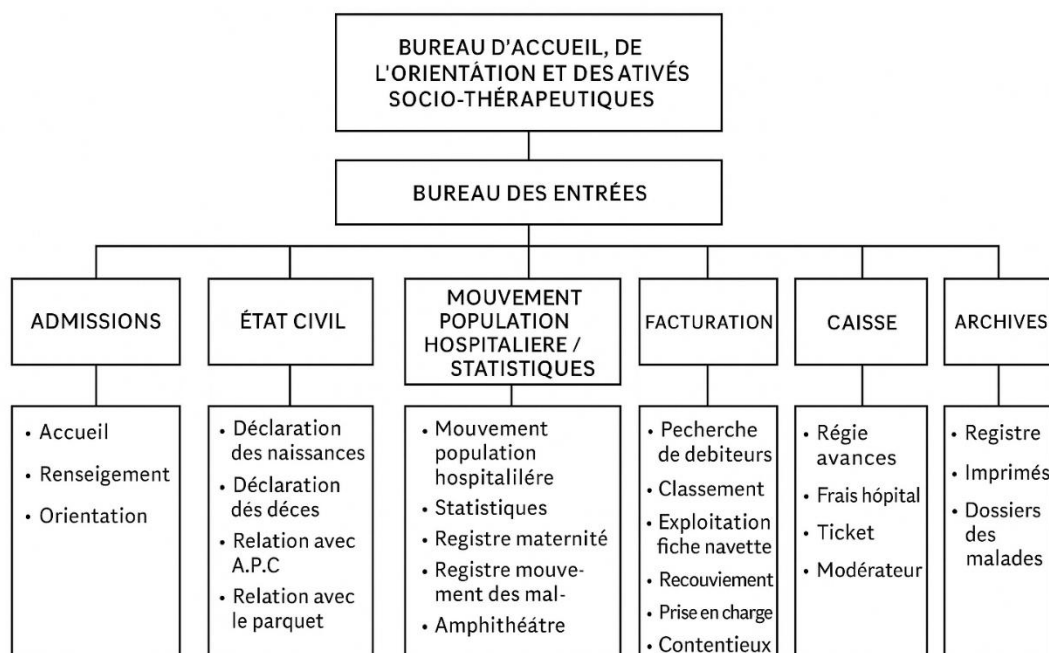 BUREAU D'ACCUEIL, DE
L'ORIENTÁTION ET DES ATIVÉS
SOCIO-THÉRAPEUTIQUES
BUREAU DES ENTRÉES
ADMISSIONS
ÉTAT CIVIL
MOUVEMENT
POPULATION
HOSPITALIERE /
STATISTIQUES
FACTURATION
CAISSE
ARCHIVES
• Accueil
• Renseigement
• Orientation
• Déclaration
des naissances
• Déclaration
dés déces
• Relation avec
A.P.C
• Relation avec
le parquet
• Mouvement
population
hospitalilére
• Statistiques
• Registre maternité
• Registre mouve-
ment des mal-
• Amphithéátre
• Pecherche
de debiteurs
• Classement
• Exploitation
fiche navette
• Recouviement
• Prise en charge
• Contentieux
• Régie
avances
• Frais hópital
• Ticket
• Modérateur
• Registre
• Imprimés
• Dossiers
des
malades